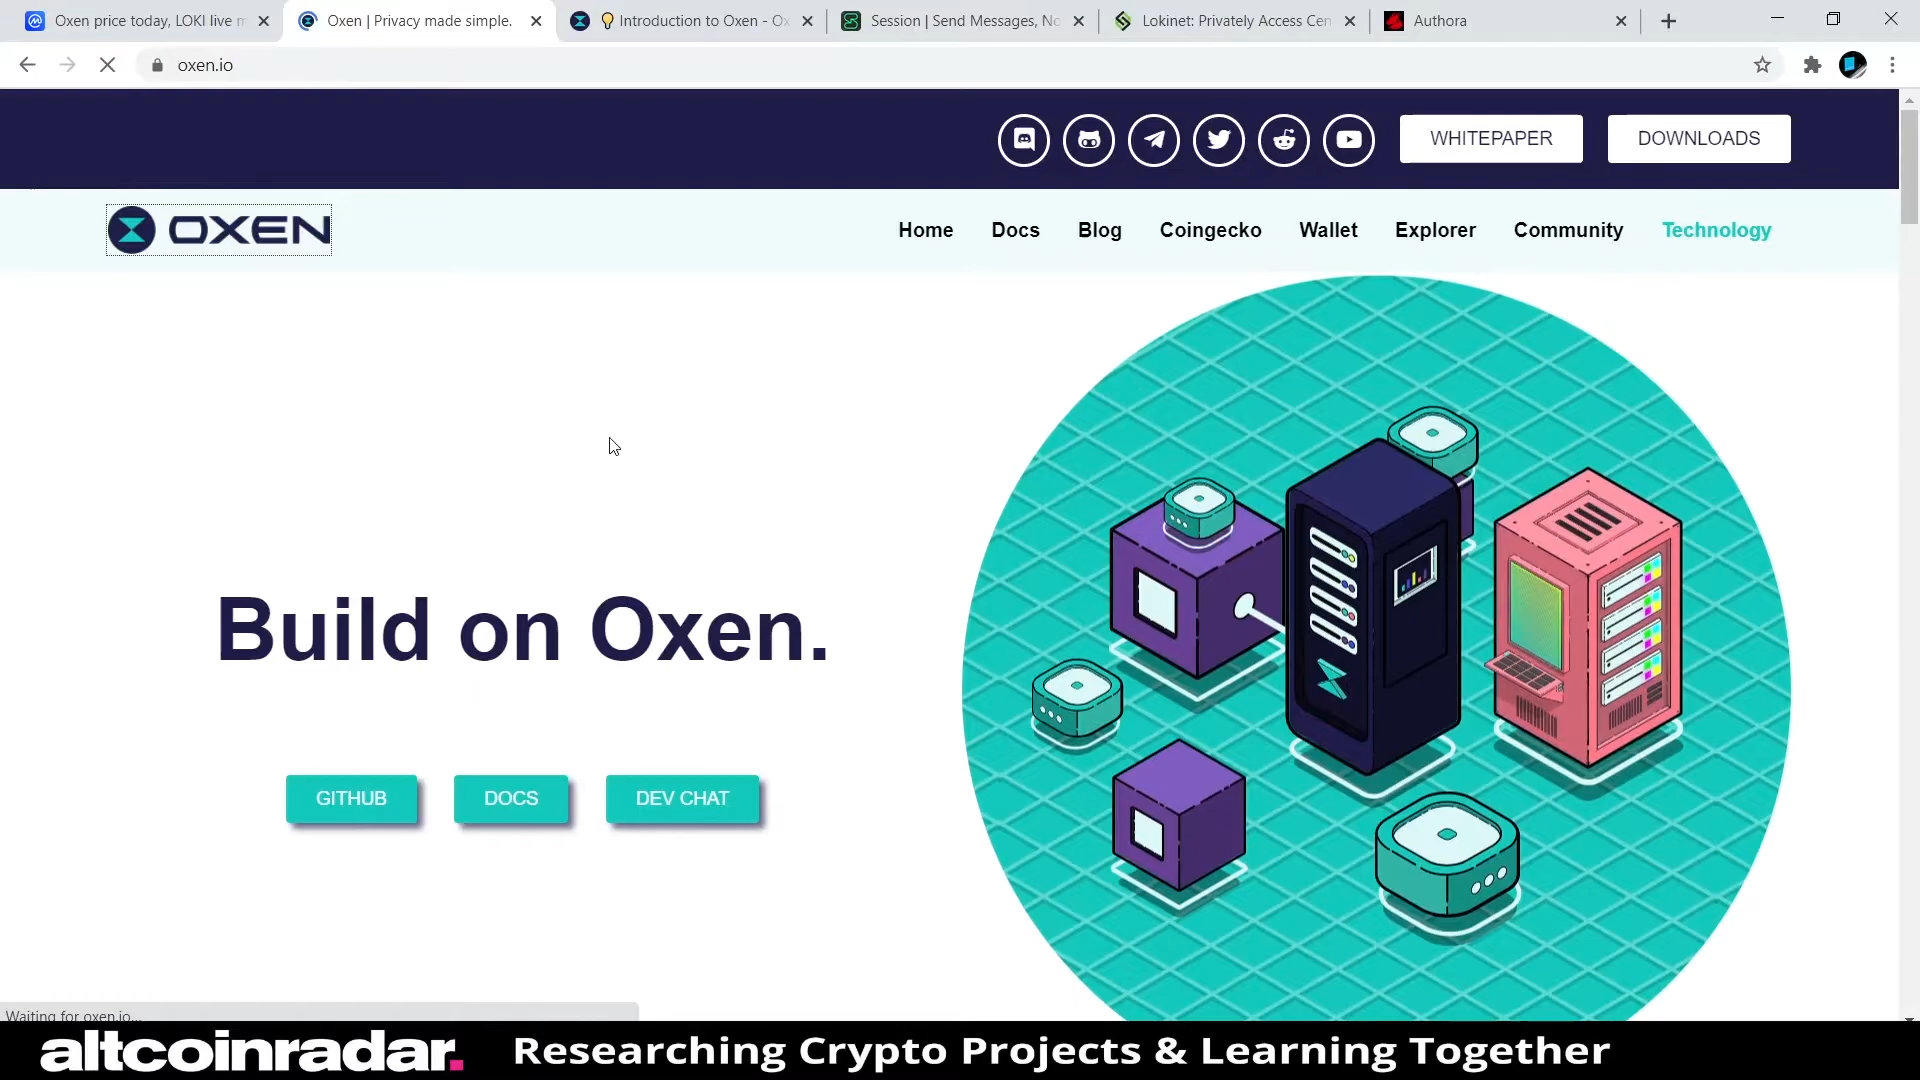 Oxen price today, LOKI live m
Oxen | Privacy made simple.
Introduction to Oxen - Ox
Session | Send Messages, No
Lokinet: Privately Access Cen
Authora
oxen.io
WHITEPAPER
DOWNLOADS
OXEN
Home
Docs
Blog
Coingecko
Wallet
Explorer
Community
Technology
Build on Oxen.
GITHUB
DOCS
DEV CHAT
Waiting for oxen.io...
altcoinradar.
Researching Crypto Projects & Learning Together